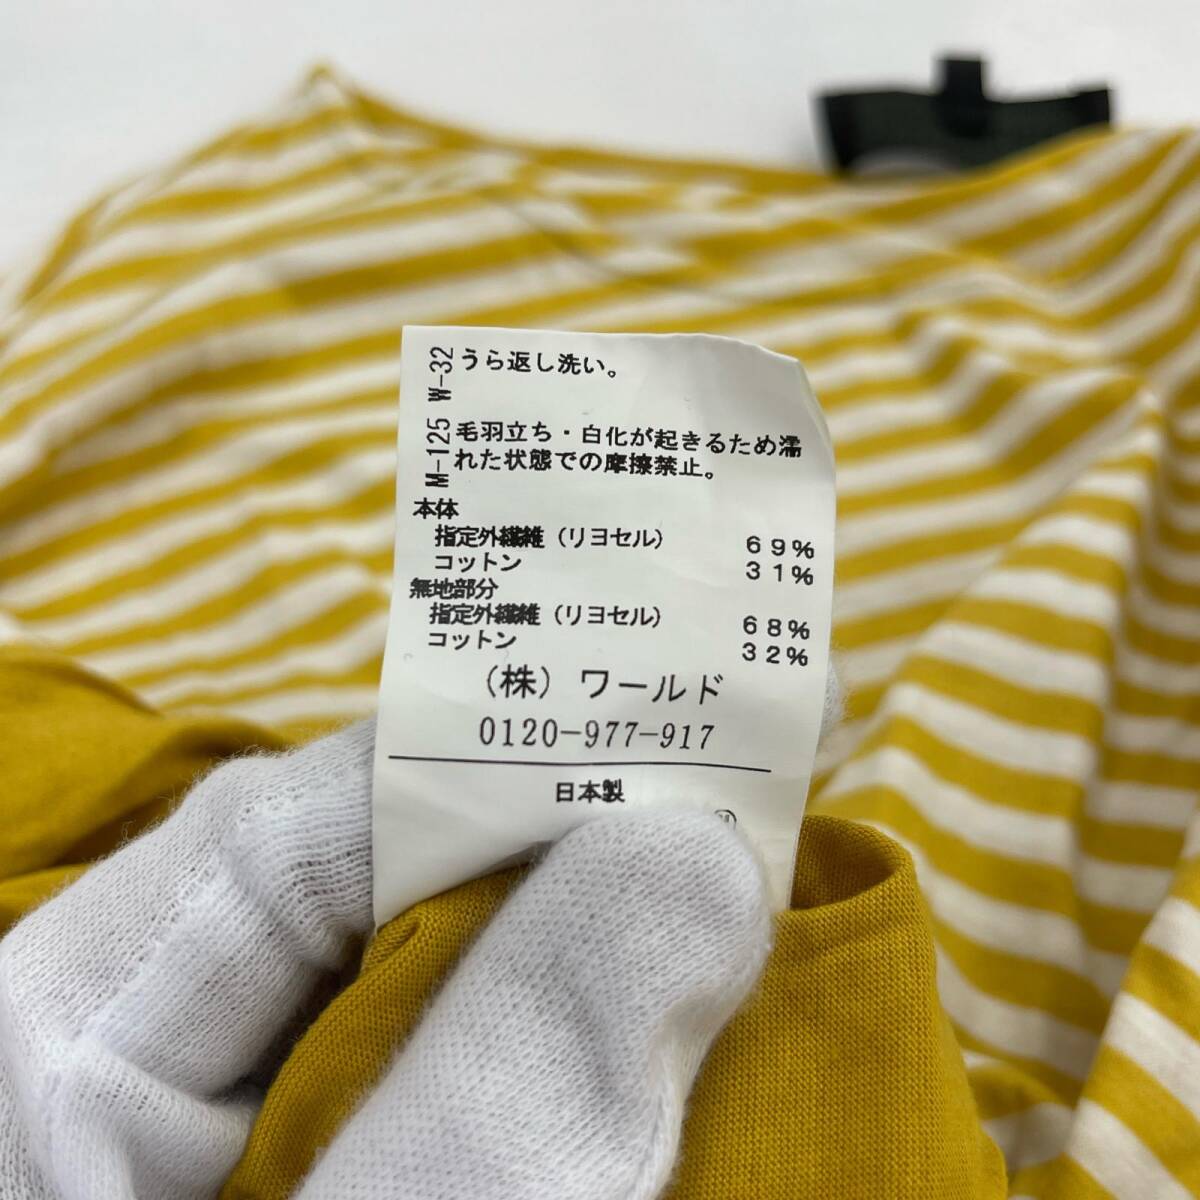 W-32
うら返し洗い。
M-125
毛羽立ち・白化が起きるため濡
れた状態での摩擦禁止。
本体
指定外繊維（リヨセル） 69%
コットン 31%
無地部分
指定外繊維（リヨセル） 68%
コットン 32%
（株）ワールド
0120-977-917
日本製